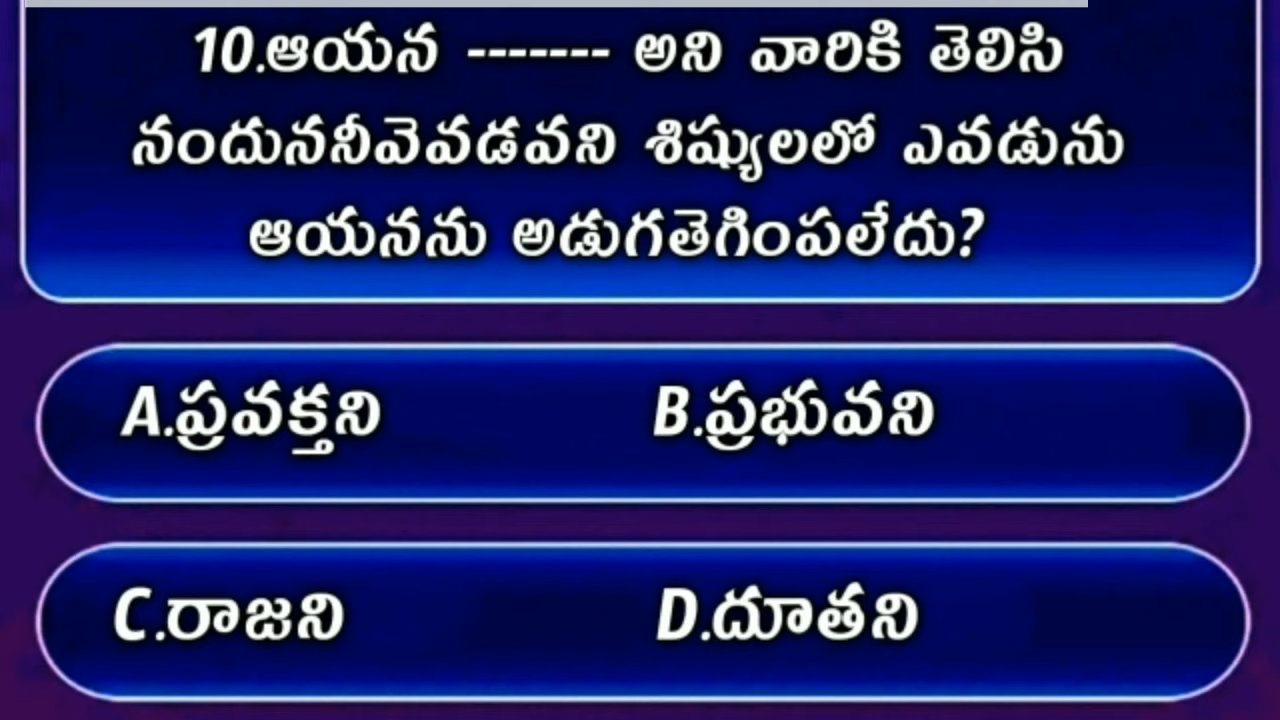 10.ఆయన ------- అని వారికి తెలిసి
నందుననీవెవడవని శిష్యులలో ఎవడును
ఆయనను అడుగతెగింపలేదు?
A.ప్రవక్తని B.ప్రభువని
C.రాజని D.దూతని